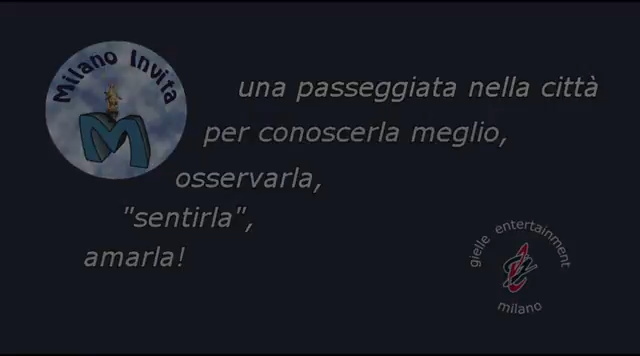 Milano Invita
M
una passeggiata nella città
per conoscerla meglio,
osservarla,
"sentirla",
amarla!
gielle entertainment
milano